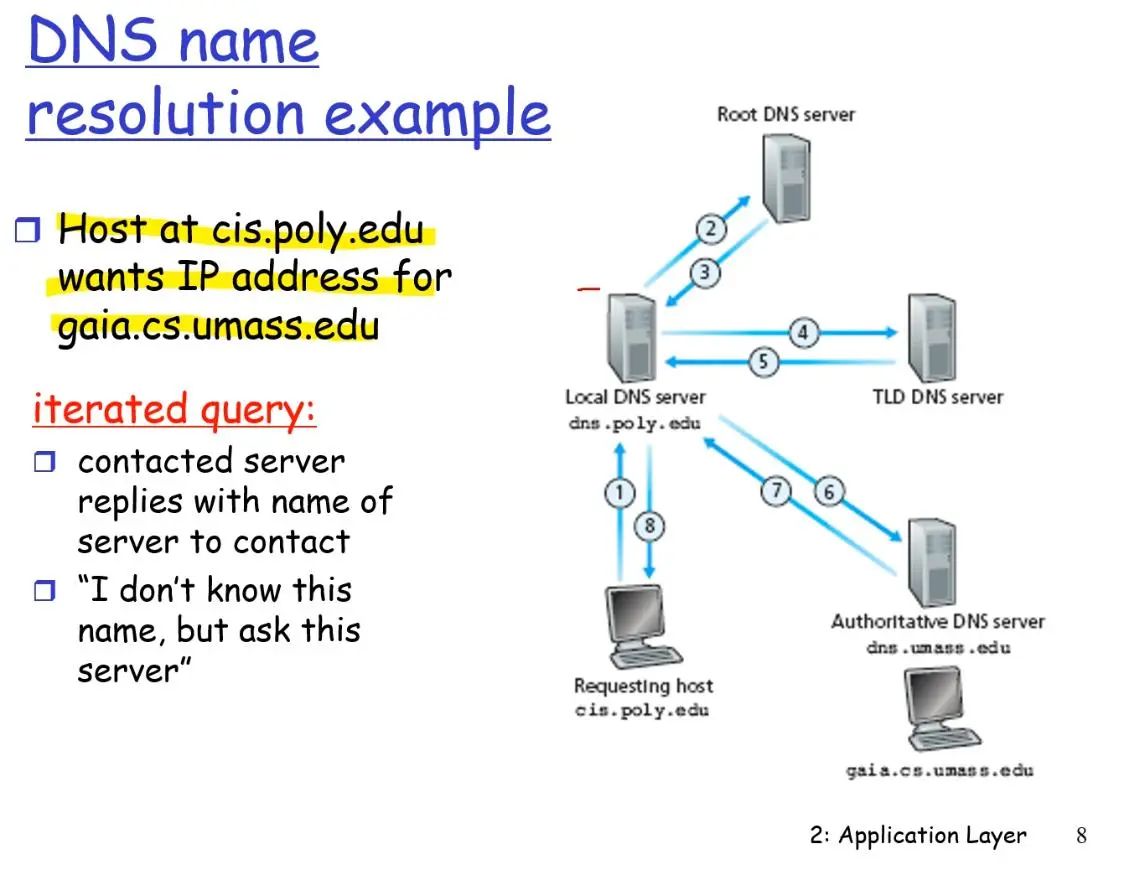 DNS name
resolution example
Host at cis.poly.edu
wants IP address for
gaia.cs.umass.edu
iterated query:
contacted server
replies with name of
server to contact
“I don’t know this
name, but ask this
server”
Root DNS server
2
3
4
5
Local DNS server
dns.poly.edu
TLD DNS server
1
8
7
6
Authoritative DNS server
dns.umass.edu
Requesting host
cis.poly.edu
gaia.cs.umass.edu
2: Application Layer 8